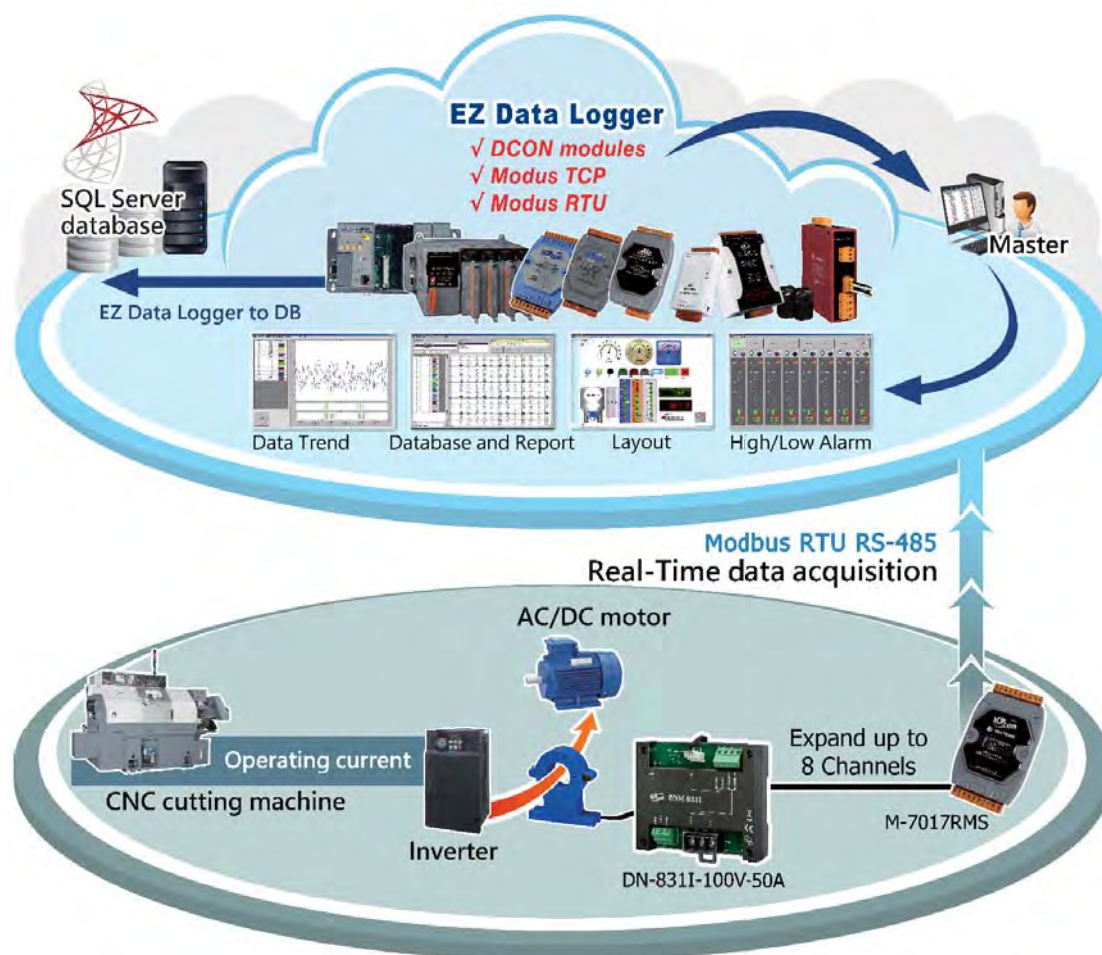 EZ Data Logger
√ DCON modules
√ Modus TCP
√ Modus RTU
SQL Server
database
Master
EZ Data Logger to DB
Data Trend
Database and Report
Layout
High/Low Alarm
Modbus RTU RS-485
Real-Time data acquisition
AC/DC motor
Operating current
CNC cutting machine
Inverter
Expand up to
8 Channels
M-7017RMS
DN-831I-100V-50A